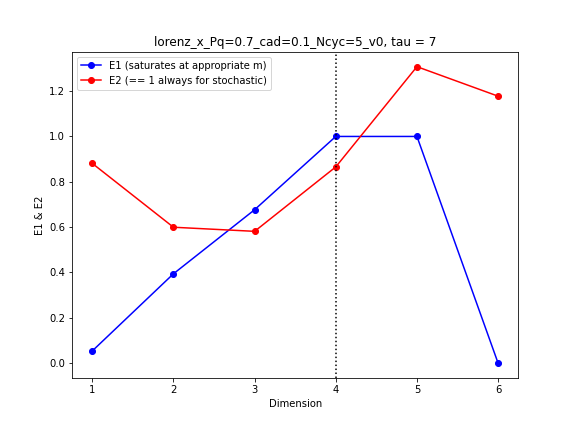 lorenz_x_Pq=0.7_cad=0.1_Ncyc=5_v0, tau = 7
E1 (saturates at appropriate m)
E2 (== 1 always for stochastic)
E1 & E2
1.2
1.0
0.8
0.6
0.4
0.2
0.0
1 2 3 4 5 6
Dimension